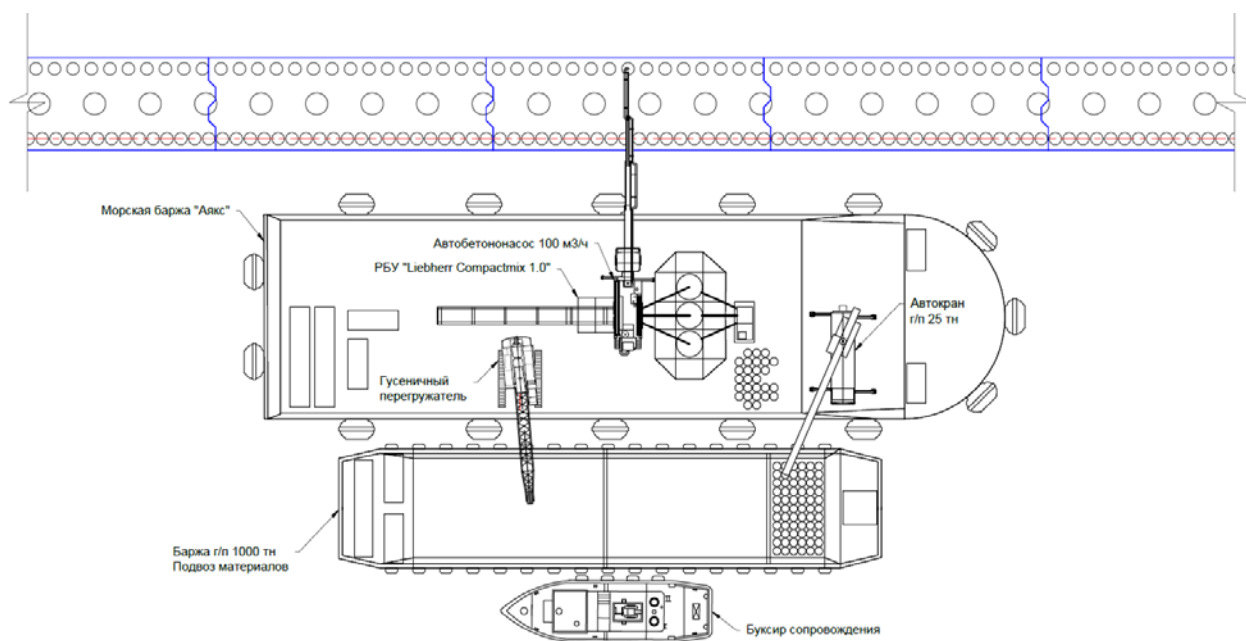 Морская баржа "Аякс"
Автобетононасос 100 м3/ч
РБУ "Liebherr Compactmix 1.0"
Автокран
г/п 25 тн
Гусеничный
перегружатель
Баржа г/п 1000 тн
Подвоз материалов
Буксир сопровождения